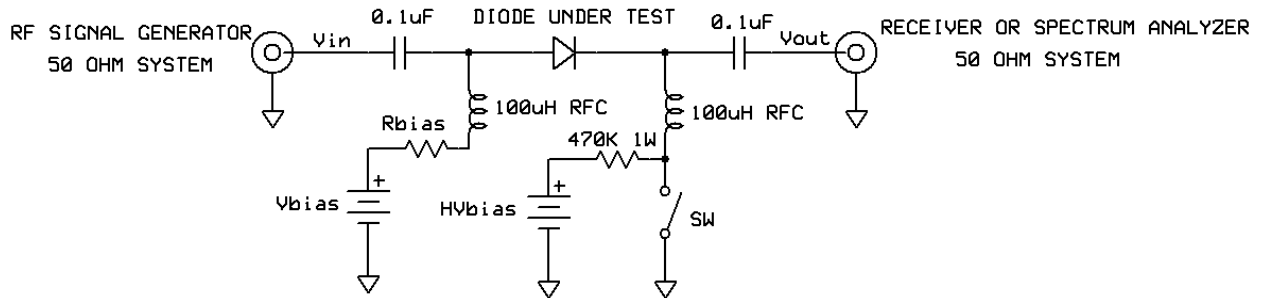 RF SIGNAL GENERATOR
50 OHM SYSTEM
Vin
0.1uF
DIODE UNDER TEST
0.1uF
Vout
RECEIVER OR SPECTRUM ANALYZER
50 OHM SYSTEM
100uH RFC
100uH RFC
Rbias
470K 1W
+
Vbias
+
HVbias
SW